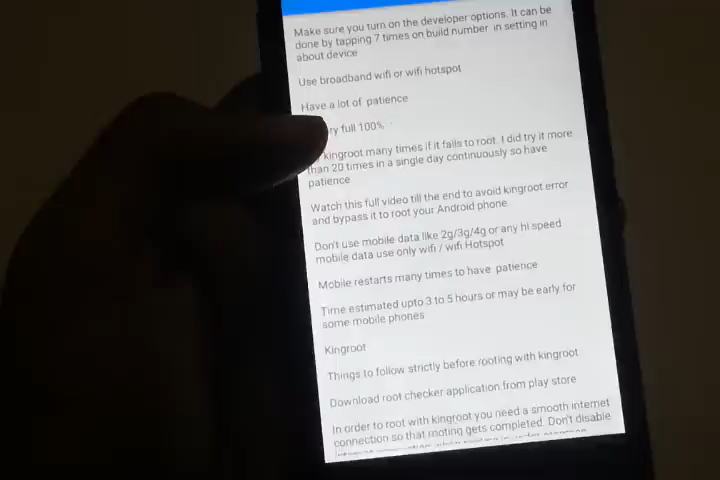 Make sure you turn on the developer options. It can be
done by tapping 7 times on build number in setting in
about device
Use broadband wifi or wifi hotspot
Have a lot of patience
ry full 100%
kingroot many times if it fails to root. I did try it more
than 20 times in a single day continuously so have
patience
Watch this full video till the end to avoid kingroot error
and bypass it to root your Android phone
Don't use mobile data like 2g/3g/4g or any hi speed
mobile data use only wifi / wifi Hotspot
Mobile restarts many times to have patience
Time estimated upto 3 to 5 hours or may be early for
some mobile phones
Kingroot
Things to follow strictly before rooting with kingroot
Download root checker application from play store
In order to root with kingroot you need a smooth internet
connection so that rooting gets completed. Don't disable